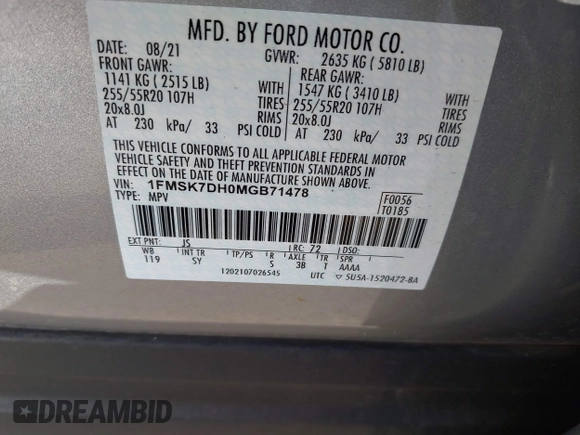 MFD. BY FORD MOTOR CO.
DATE: 08/21 GVWR: 2635 KG ( 5810 LB)
FRONT GAWR: REAR GAWR:
1141 KG ( 2515 LB) WITH 1547 KG ( 3410 LB) WITH
255/55R20 107H TIRES 255/55R20 107H TIRES
20x8.0J RIMS 20x8.0J RIMS
AT 230 kPa/ 33 PSI COLD AT 230 kPa/ 33 PSI COLD
THIS VEHICLE CONFORMS TO ALL APPLICABLE FEDERAL MOTOR
VEHICLE SAFETY AND THEFT PREVENTION STANDARDS IN
EFFECT ON THE DATE OF MANUFACTURE SHOWN ABOVE.
VIN: 1FMSK7DH0MGB71478 F0056
TYPE: MPV T0185
EXT PNT: JS RC: 72 DSO:
WB INT TR TP/PS R AXLE TR SPR
119 SY S 3B T AAAA
1202107026545 UTC ▽ 5U5A-1520472-BA
DREAMBID